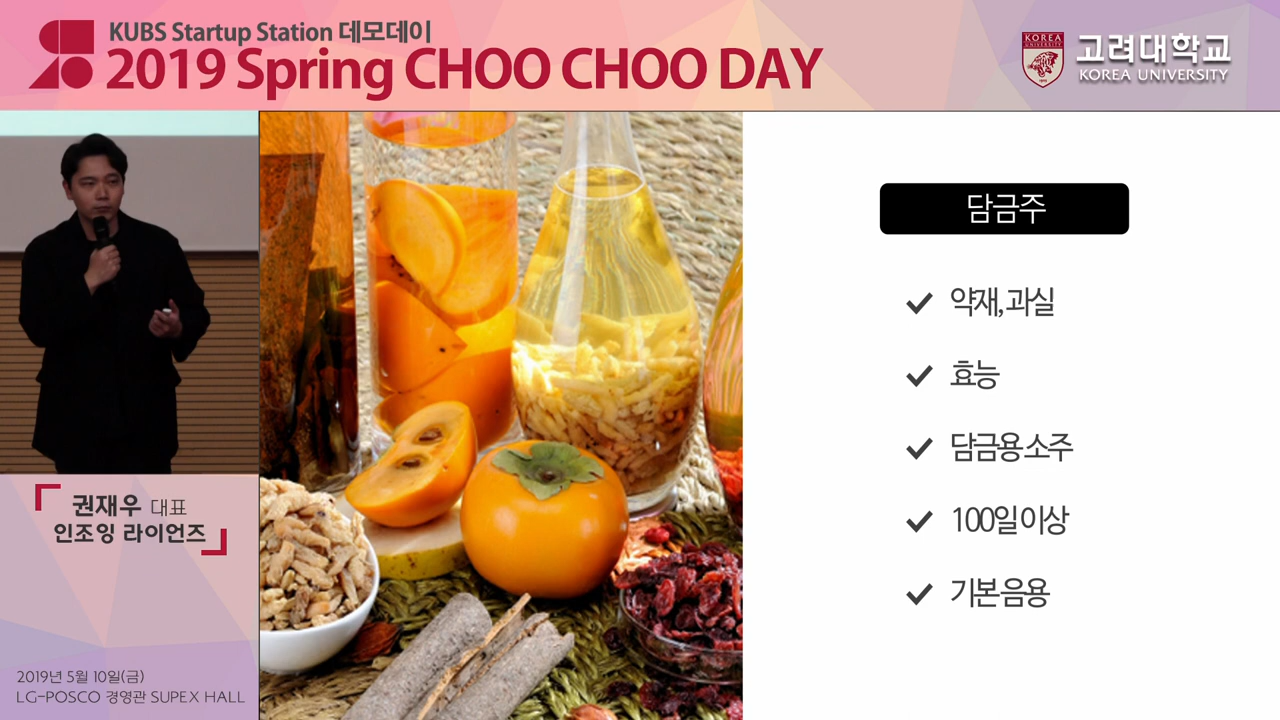 KUBS Startup Station 데모데이
2019 Spring CHOO CHOO DAY
KOREA
UNIVERSITY
고려대학교
KOREA UNIVERSITY
담금주
약재, 과실
효능
담금용 소주
100일 이상
기본 음용
권재우 대표
인조잉 라이언즈
2019년 5월 10일(금)
LG-POSCO 경영관 SUPEX HALL